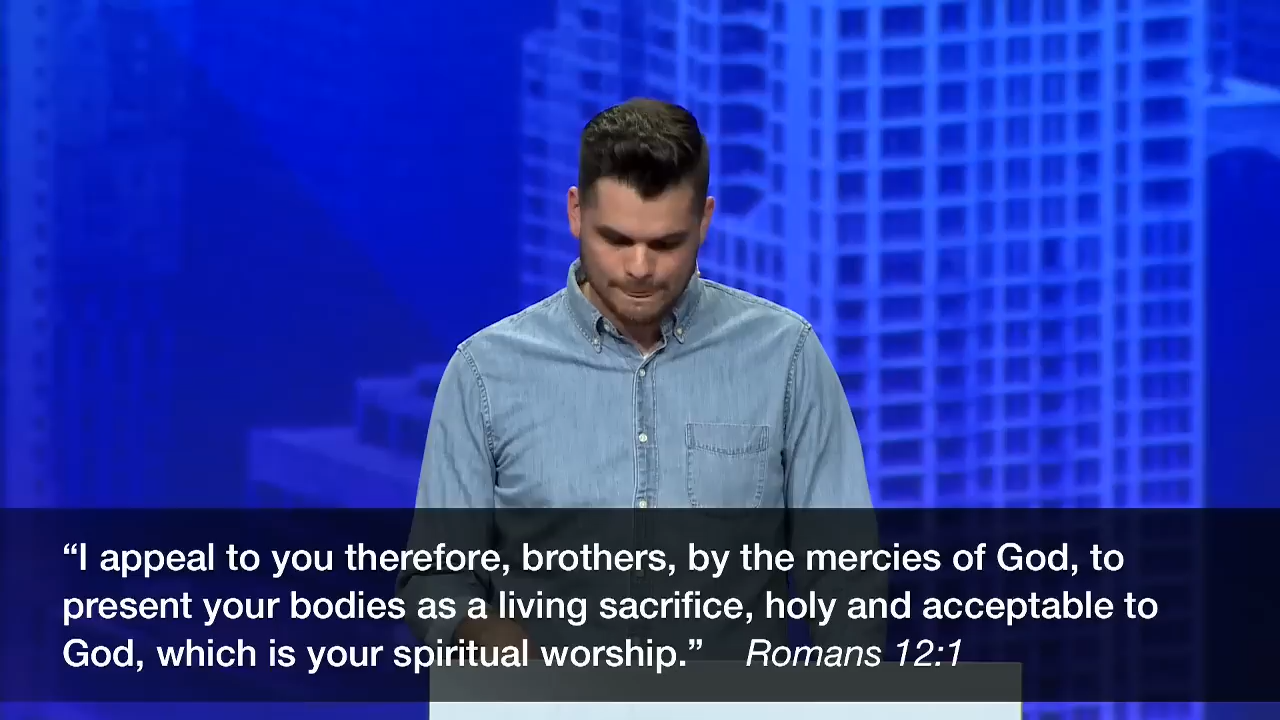 “I appeal to you therefore, brothers, by the mercies of God, to
present your bodies as a living sacrifice, holy and acceptable to
God, which is your spiritual worship.” Romans 12:1